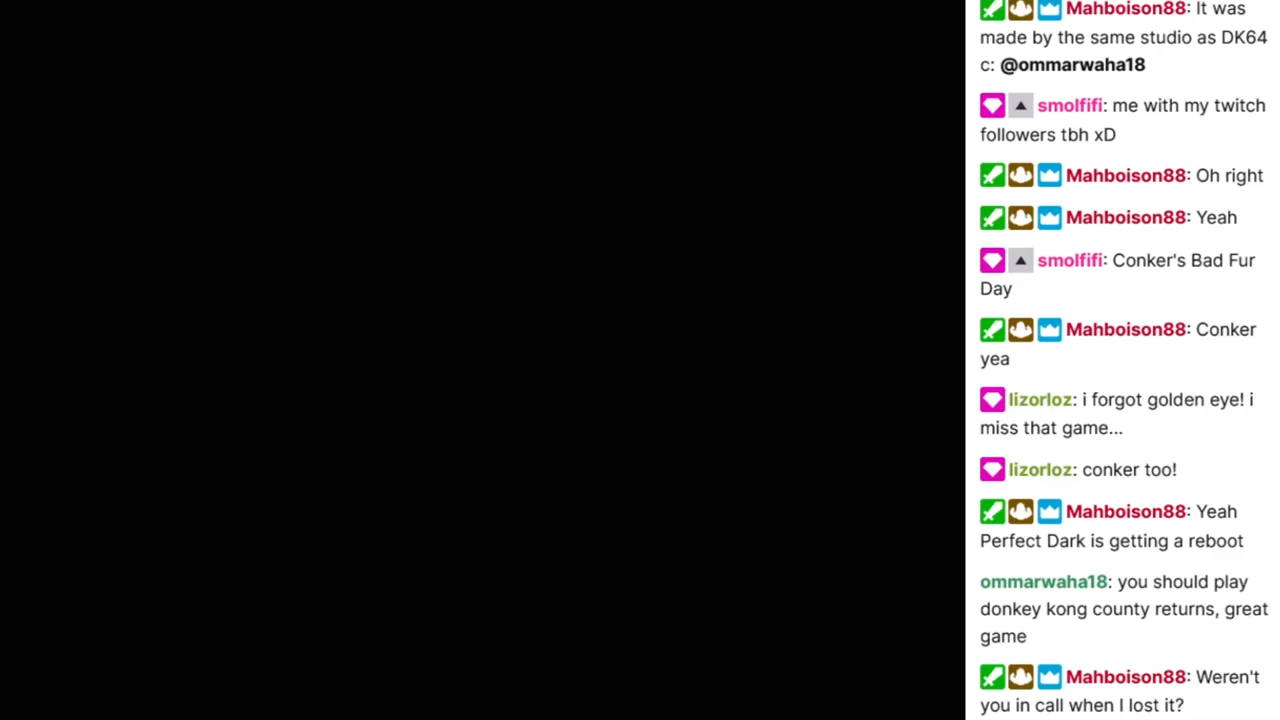 Mahboison88: It was
made by the same studio as DK64
c: @ommarwaha18
smolfifi: me with my twitch
followers tbh xD
Mahboison88: Oh right
Mahboison88: Yeah
smolfifi: Conker's Bad Fur
Day
Mahboison88: Conker
yea
lizorloz: i forgot golden eye! i
miss that game...
lizorloz: conker too!
Mahboison88: Yeah
Perfect Dark is getting a reboot
ommarwaha18: you should play
donkey kong county returns, great
game
Mahboison88: Weren't
you in call when I lost it?